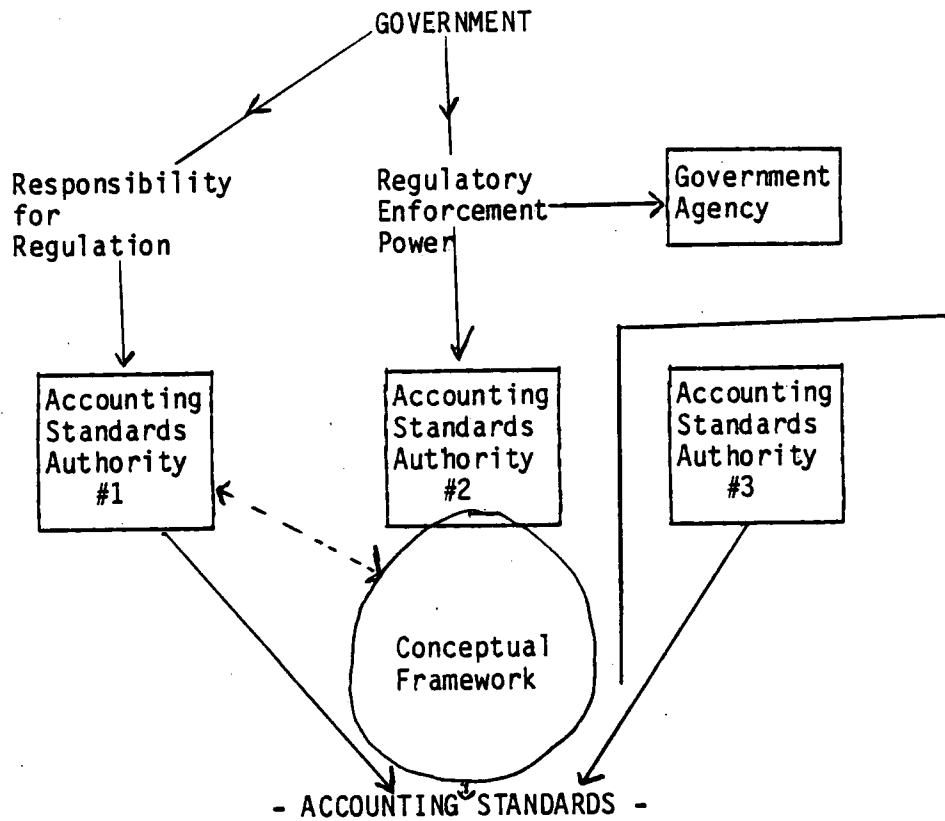 GOVERNMENT
Responsibility
for
Regulation
Regulatory
Enforcement
Power
Government
Agency
Accounting
Standards
Authority
#1
Accounting
Standards
Authority
#2
Accounting
Standards
Authority
#3
Conceptual
Framework
- ACCOUNTING STANDARDS -